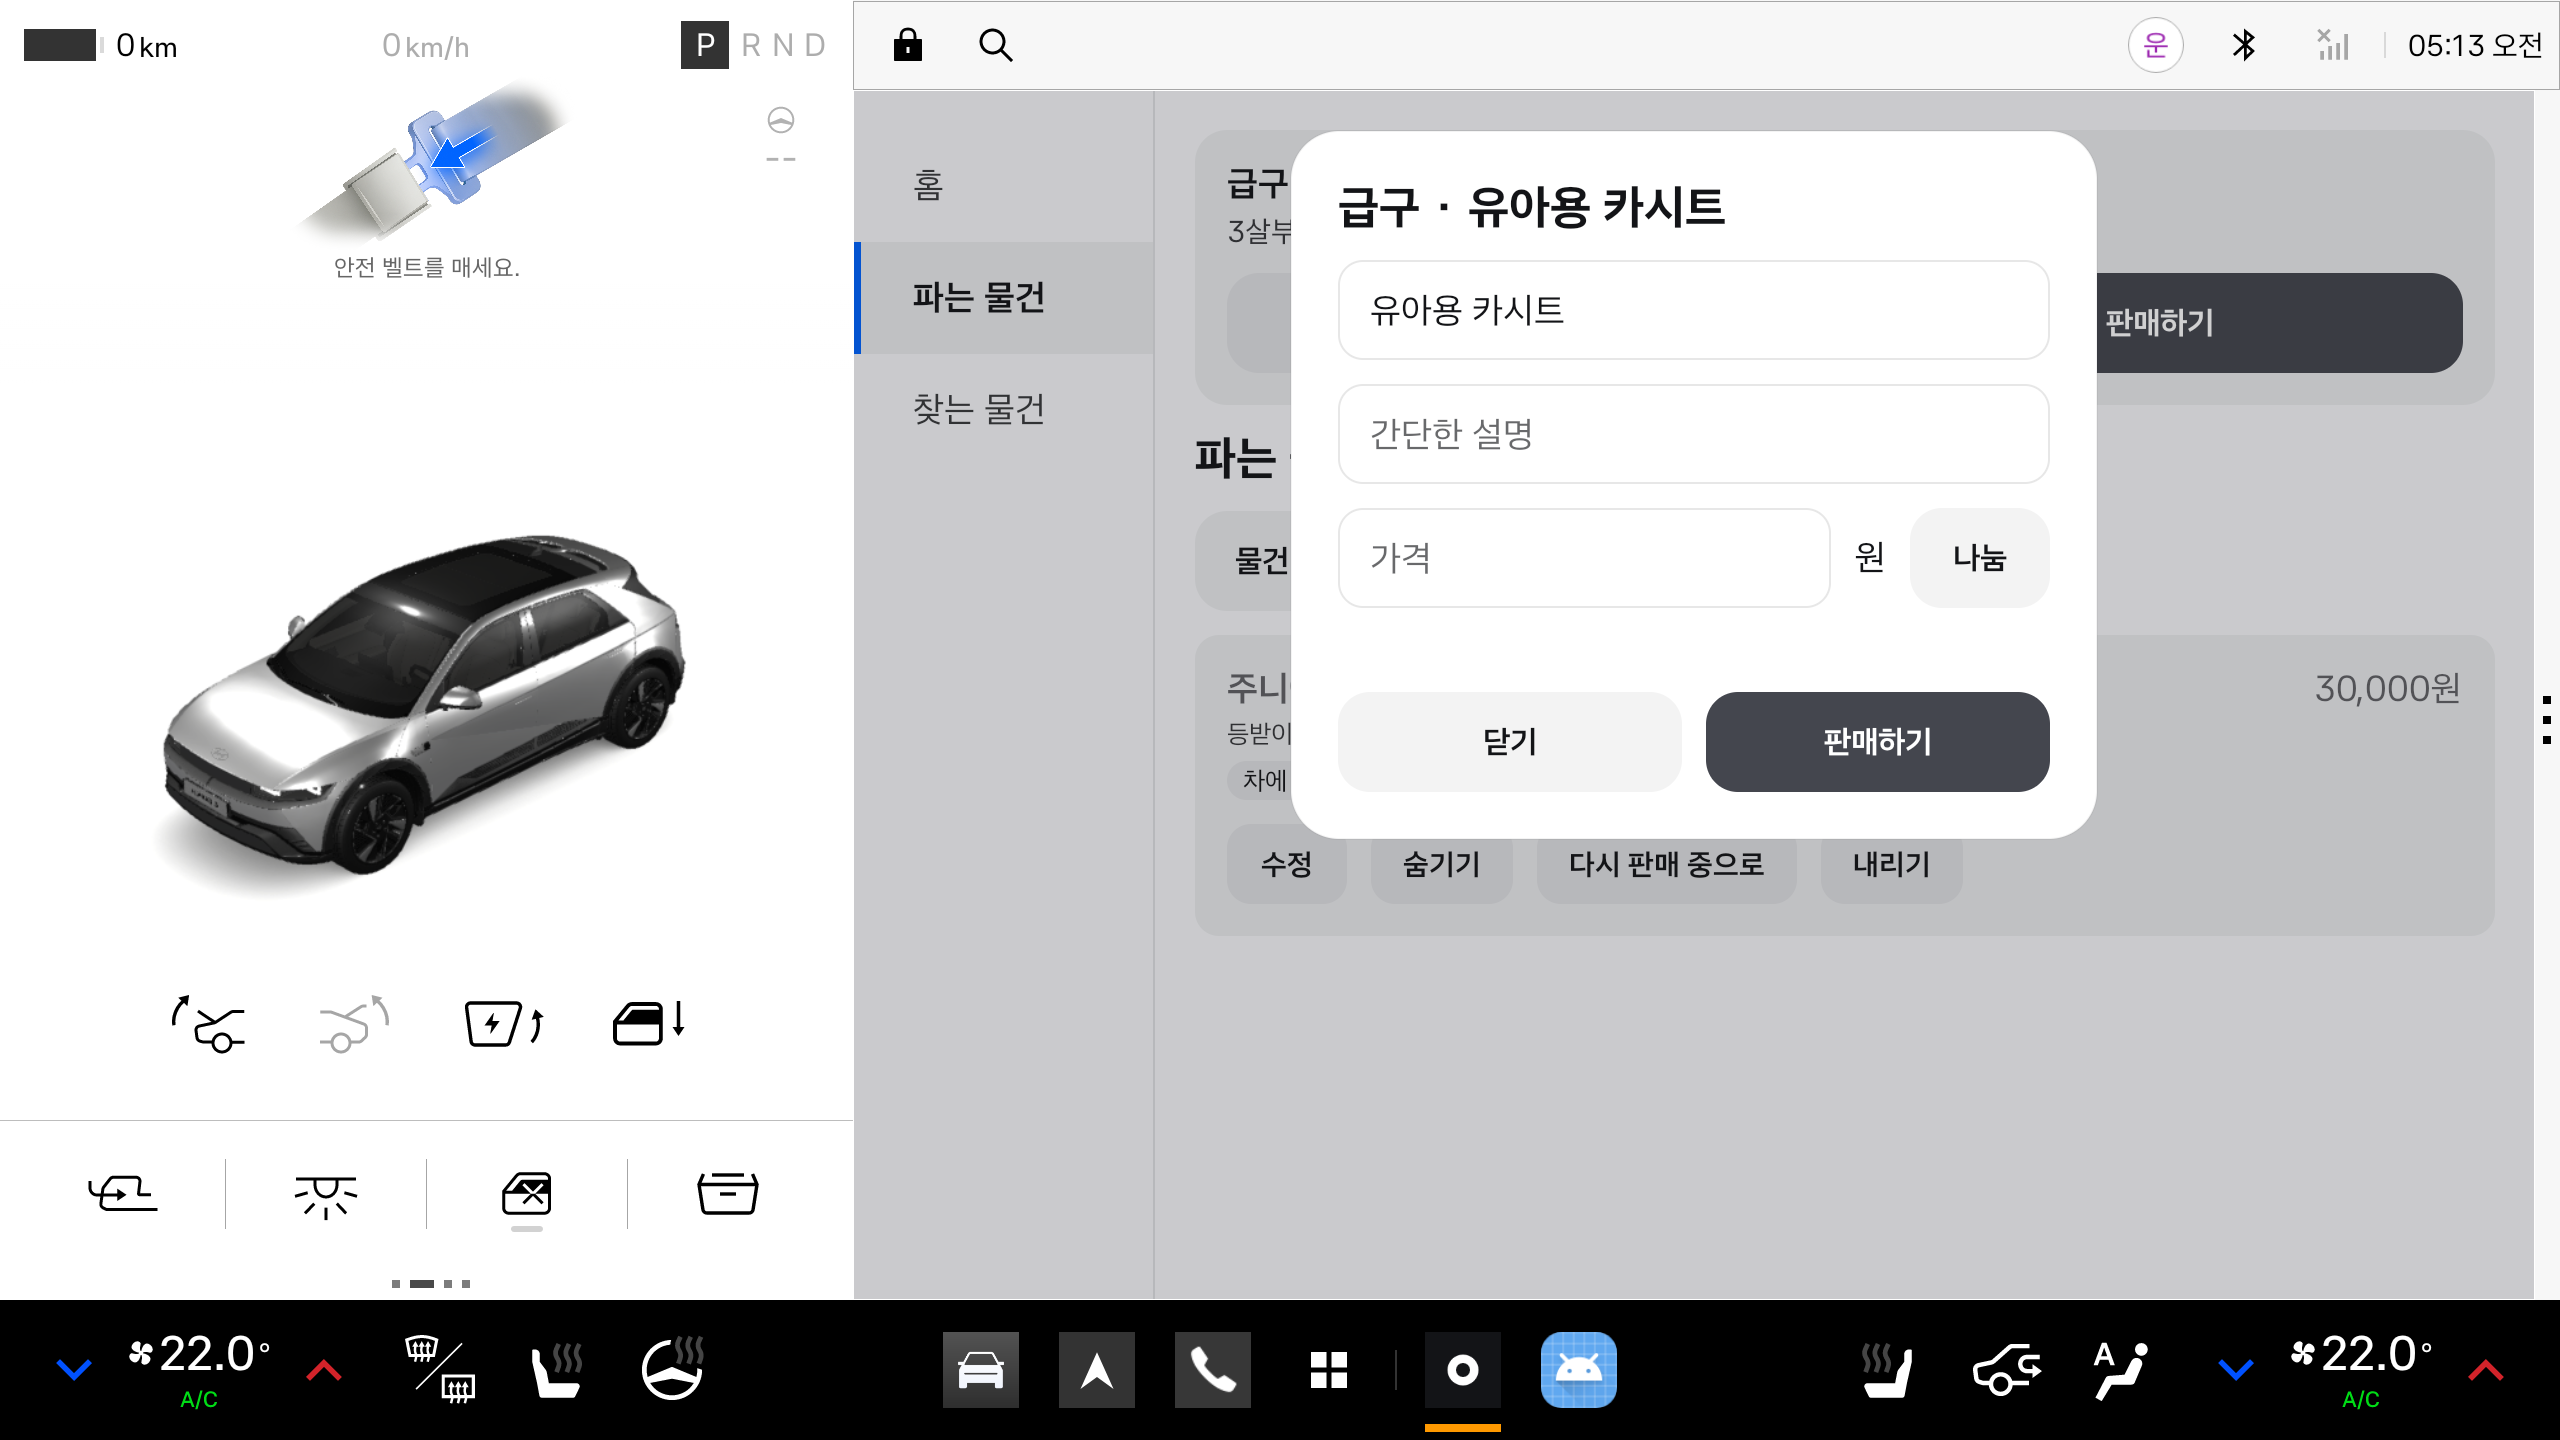 0 km
0 km/h
P R N D
운
05:13 오전
안전 벨트를 매세요.
홈
파는 물건
찾는 물건
급구
3살부
판매하기
파는
물건
주니
30,000원
등받이
차에
수정
숨기기
다시 판매 중으로
내리기
급구 · 유아용 카시트
유아용 카시트
간단한 설명
가격
원
나눔
닫기
판매하기
22.0°
A/C
A
22.0°
A/C